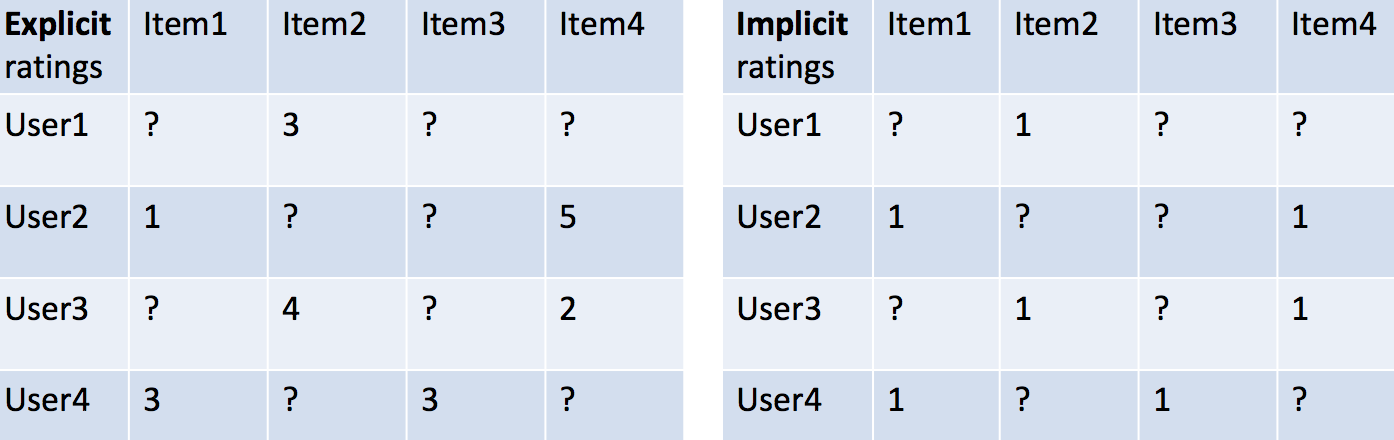 Explicit ratings Item1 Item2 Item3 Item4
User1 ? 3 ? ?
User2 1 ? ? 5
User3 ? 4 ? 2
User4 3 ? 3 ?
Implicit ratings Item1 Item2 Item3 Item4
User1 ? 1 ? ?
User2 1 ? ? 1
User3 ? 1 ? 1
User4 1 ? 1 ?